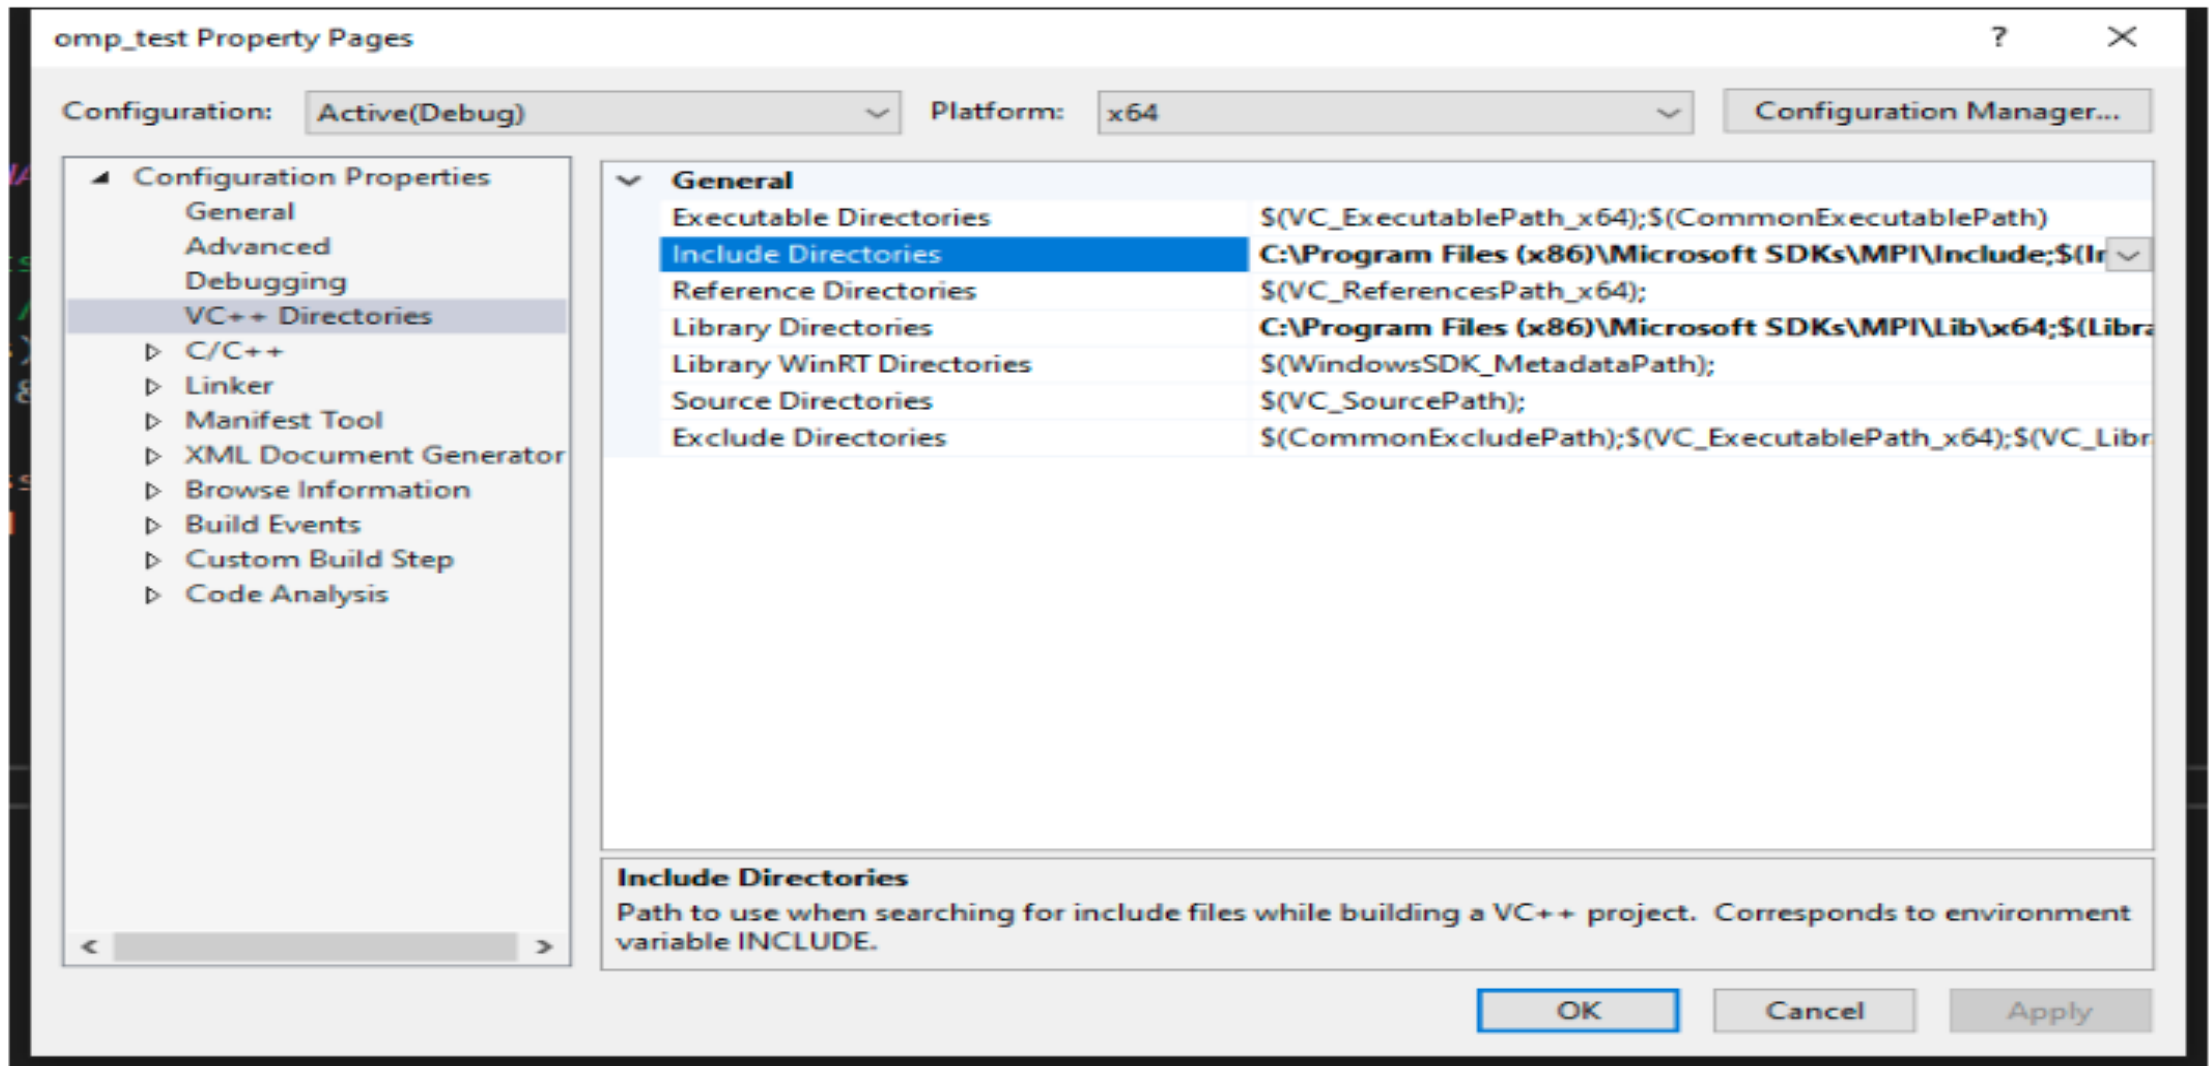 omp_test Property Pages
?
Configuration: Active(Debug) Platform: x64 Configuration Manager...
Configuration Properties
General
Advanced
Debugging
VC++ Directories
C/C++
Linker
Manifest Tool
XML Document Generator
Browse Information
Build Events
Custom Build Step
Code Analysis
General
Executable Directories $(VC_ExecutablePath_x64);$(CommonExecutablePath)
Include Directories C:\Program Files (x86)\Microsoft SDKs\MPI\Include;$(Ir
Reference Directories $(VC_ReferencesPath_x64);
Library Directories C:\Program Files (x86)\Microsoft SDKs\MPI\Lib\x64;$(Libra
Library WinRT Directories $(WindowsSDK_MetadataPath);
Source Directories $(VC_SourcePath);
Exclude Directories $(CommonExcludePath);$(VC_ExecutablePath_x64);$(VC_Libr
Include Directories
Path to use when searching for include files while building a VC++ project. Corresponds to environment
variable INCLUDE.
OK Cancel Apply